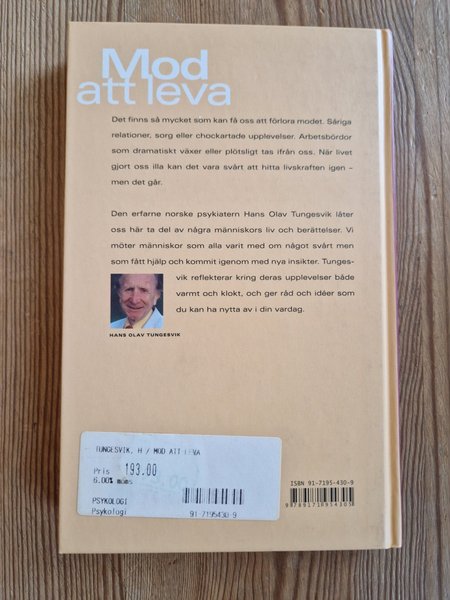 Mod
att leva
Det finns så mycket som kan få oss att förlora modet. Såriga
relationer, sorg eller chockartade upplevelser. Arbetsbördor
som dramatiskt växer eller plötsligt tas ifrån oss. När livet
gjort oss illa kan det vara svårt att hitta livskraften igen –
men det går.
Den erfarne norske psykiatern Hans Olav Tungesvik låter
oss här ta del av några människors liv och berättelser. Vi
möter människor som alla varit med om något svårt men
som fått hjälp och kommit igenom med nya insikter. Tunges-
vik reflekterar kring deras upplevelser både
varmt och klokt, och ger råd och idéer som
du kan ha nytta av i din vardag.
HANS OLAV TUNGESVIK
TUNGESVIK, H / MOD ATT LEVA
Pris 193.00
6.00% moms
PSYKOLOGI
Psykologi 91-7195430-9
ISBN 91-7195-430-9
9789171954305